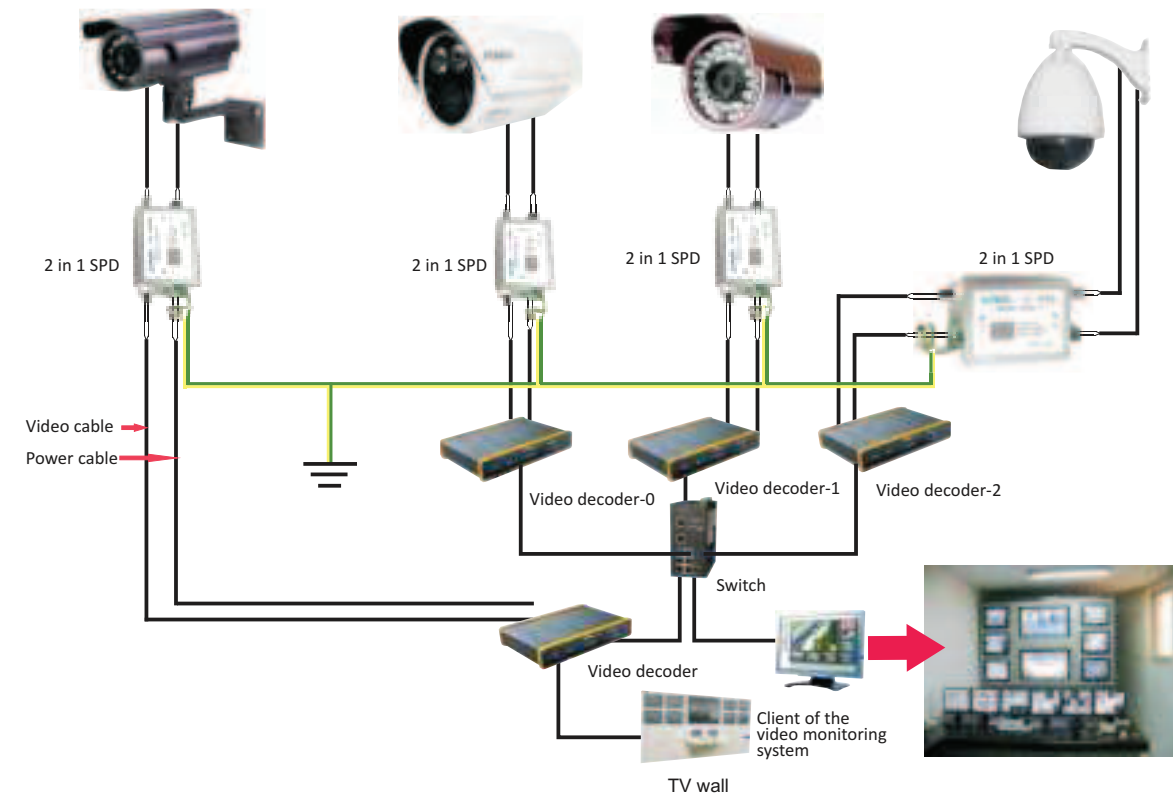 2 in 1 SPD
2 in 1 SPD
2 in 1 SPD
2 in 1 SPD
Video cable
Power cable
Video decoder-0
Video decoder-1
Video decoder-2
Switch
Video decoder
Client of the
video monitoring
system
TV wall